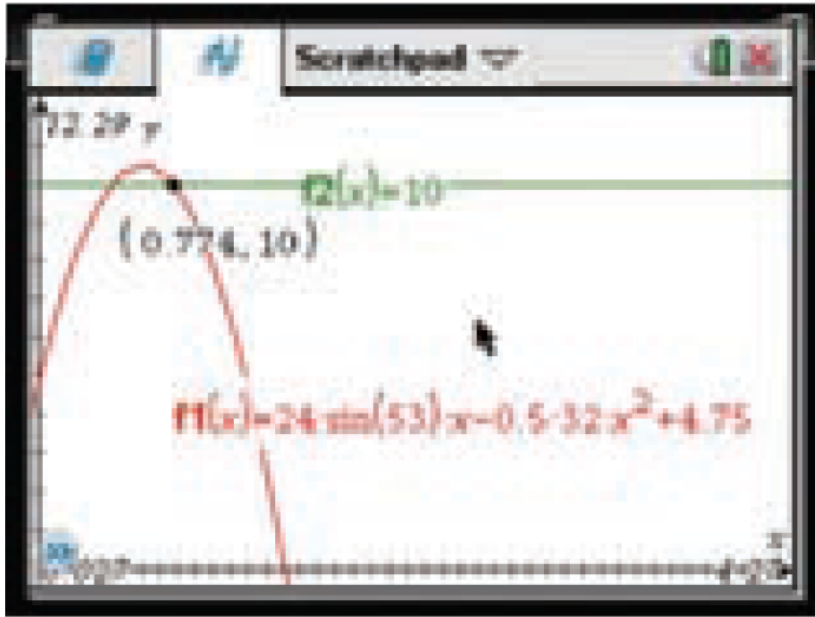 Scratchpad
12.29 y
f2(x)=10
(0.774, 10)
f1(x)=24·sin(53)·x−0.5·32·x²+4.75
x